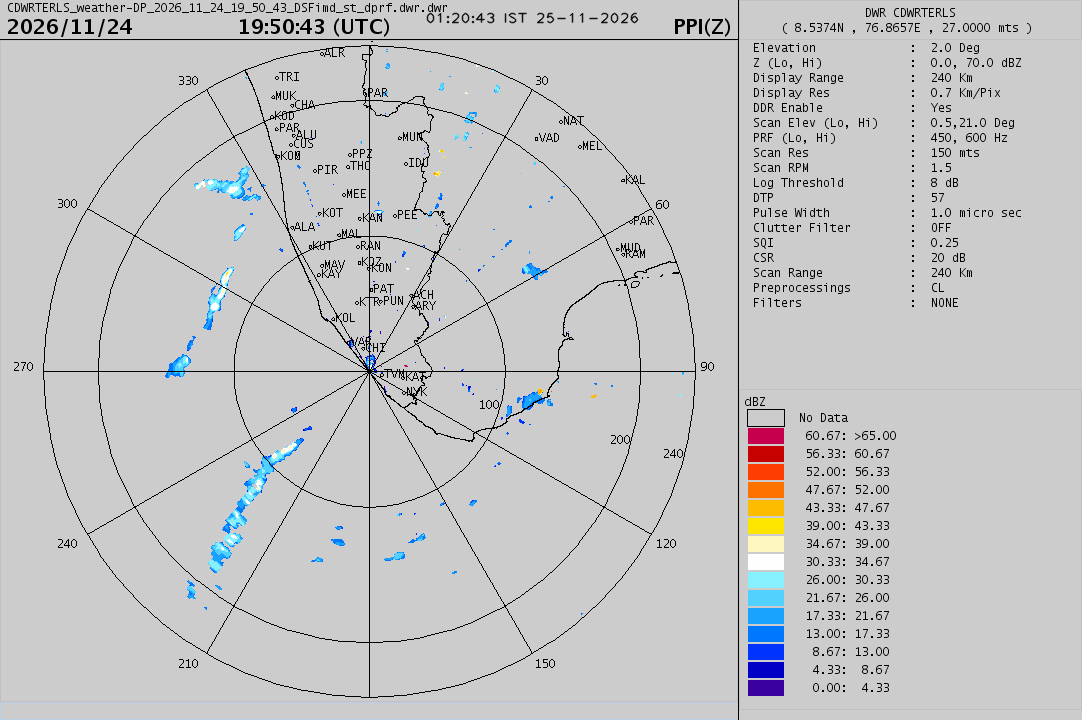 CDWRTERLS_weather-DP_2026_11_24_19_50_43_DSFimd_st_dprf.dwr.dwr
2026/11/24 19:50:43 (UTC) 01:20:43 IST 25-11-2026 PPI(Z)
DWR CDWRTERLS
( 8.5374N , 76.8657E , 27.0000 mts )
Elevation : 2.0 Deg
Z (Lo, Hi) : 0.0, 70.0 dBZ
Display Range : 240 Km
Display Res : 0.7 Km/Pix
DDR Enable : Yes
Scan Elev (Lo, Hi) : 0.5,21.0 Deg
PRF (Lo, Hi) : 450, 600 Hz
Scan Res : 150 mts
Scan RPM : 1.5
Log Threshold : 8 dB
DTP : 57
Pulse Width : 1.0 micro sec
Clutter Filter : OFF
SQI : 0.25
CSR : 20 dB
Scan Range : 240 Km
Preprocessings : CL
Filters : NONE
dBZ
No Data
60.67: >65.00
56.33: 60.67
52.00: 56.33
47.67: 52.00
43.33: 47.67
39.00: 43.33
34.67: 39.00
30.33: 34.67
26.00: 30.33
21.67: 26.00
17.33: 21.67
13.00: 17.33
8.67: 13.00
4.33: 8.67
0.00: 4.33
ALR
TRI
330
30
PAR
MUK
CHA
KOD
NAT
PAR
ALU
MUN
VAD
CUS
MEL
PPZ
THO
IDU
PIR
KAL
MEE
300
60
KOT
KAN
PEE
PAR
ALA
MAL
KUT
RAN
MUD
RAM
MAV
KOZ
KON
KAY
PAT
ACH
KTR
PUN
ARY
KOL
VAR
CHI
270
90
TVM
KAT
NYK
100
200
240
240
120
210
150